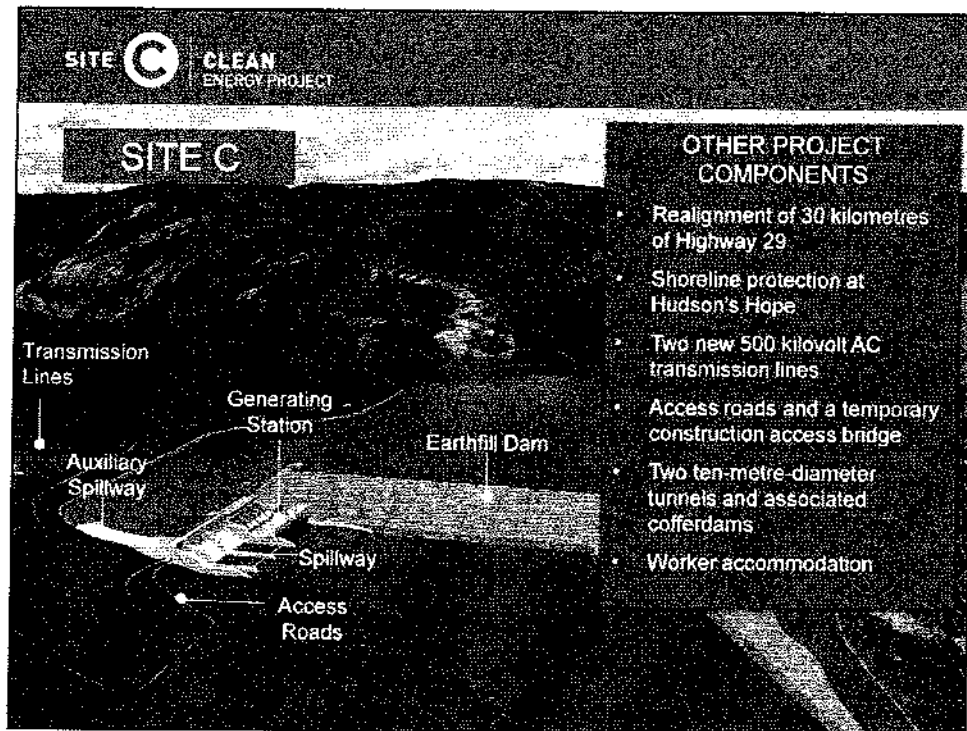 SITE C CLEAN
ENERGY PROJECT
SITE C
Transmission
Lines
Generating
Station
Auxiliary
Spillway
Earthfill Dam
Spillway
Access
Roads
OTHER PROJECT
COMPONENTS
• Realignment of 30 kilometres
of Highway 29
• Shoreline protection at
Hudson's Hope
• Two new 500 kilovolt AC
transmission lines
• Access roads and a temporary
construction access bridge
• Two ten-metre-diameter
tunnels and associated
cofferdams
• Worker accommodation